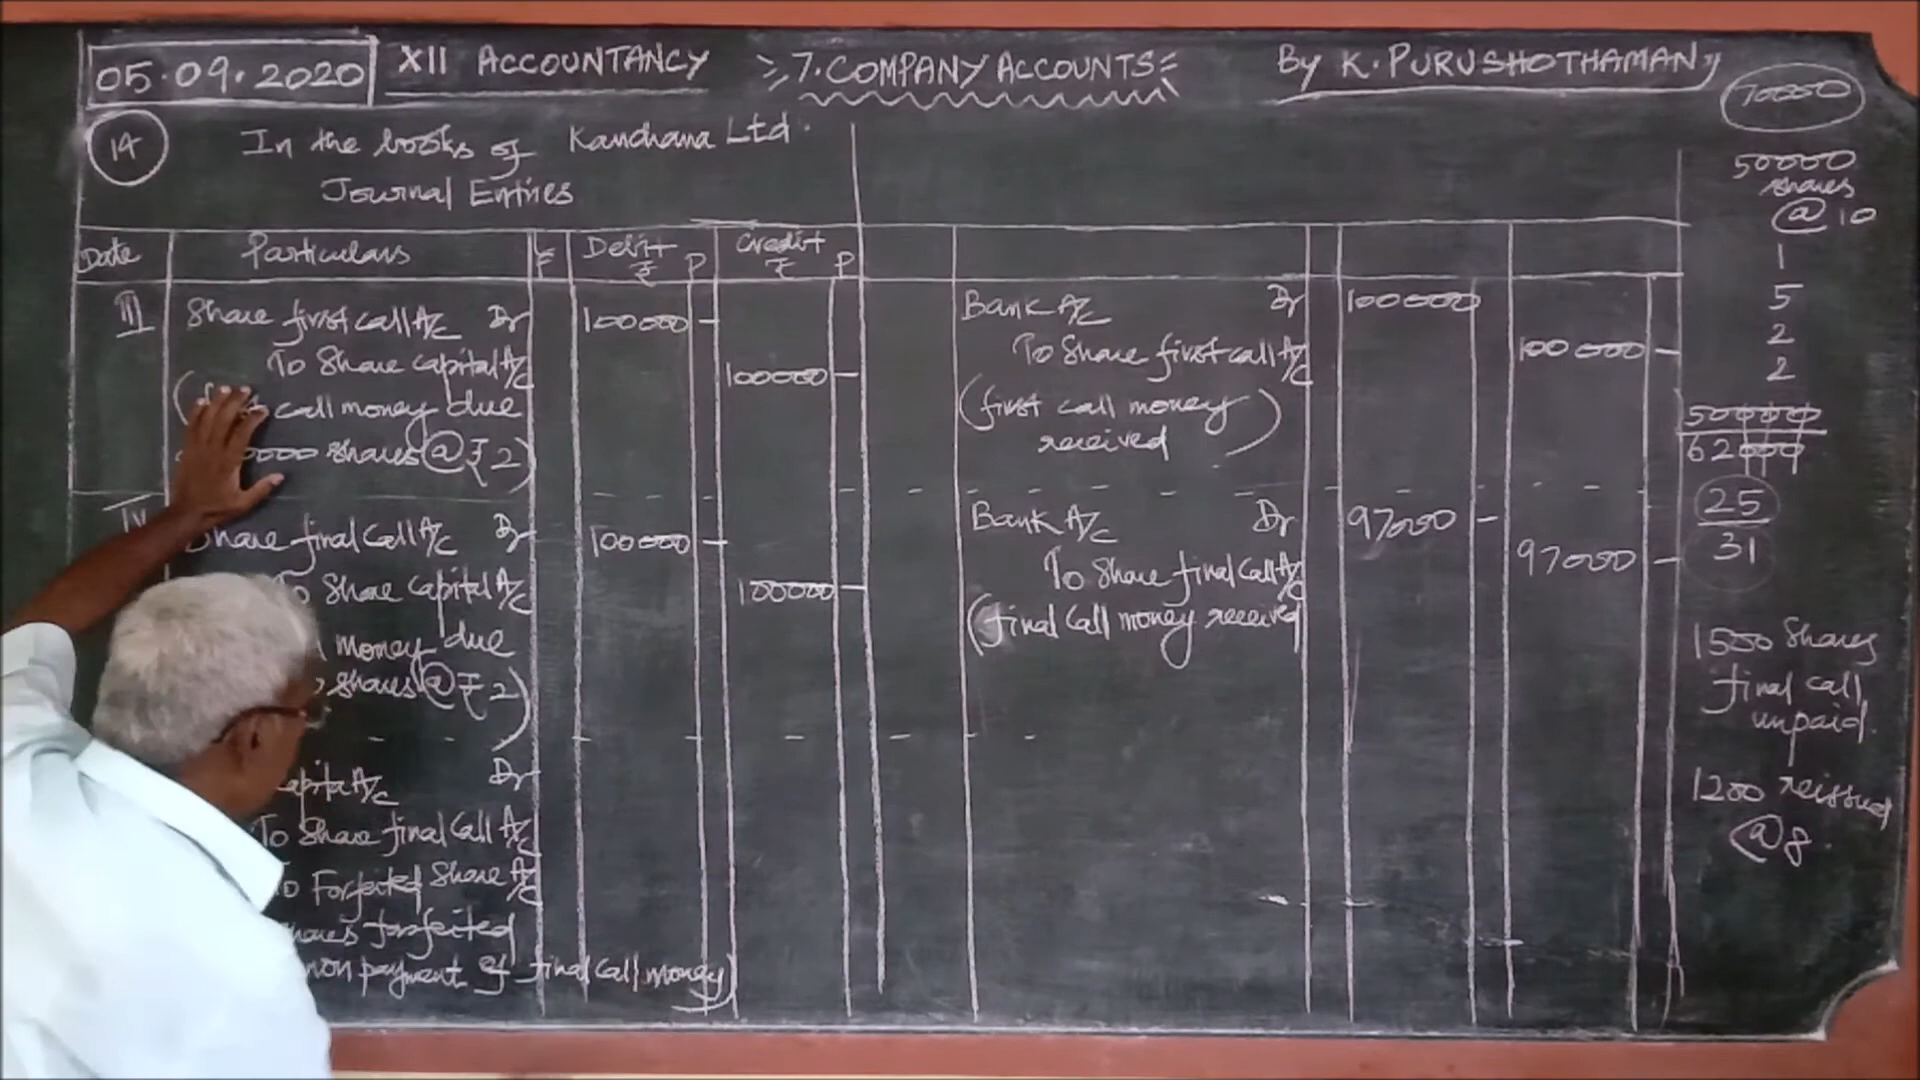 05.09.2020
XII ACCOUNTANCY
7. COMPANY ACCOUNTS
By K. PURUSHOTHAMAN
14
In the books of Kanchana Ltd.
Journal Entries
Date Particulars LF Debit ₹ P Credit ₹ P
III Share first call A/c Dr 100000 -
To Share capital A/c 100000 -
call money due
shares @ ₹ 2)
IV Share final call A/c Dr 100000 -
To Share capital A/c 100000 -
money due
shares @ ₹ 2)
capital A/c Dr
To Share final call A/c
To Forfeited Share A/c
shares forfeited
non payment of final call money)
Bank A/c Dr 100000
To Share first call A/c 100000 -
(first call money
received)
Bank A/c Dr 97000 -
To Share final call A/c 97000 -
(final call money received
70000
50000
shares
@ 10
1
5
2
2
50000
62000
25
31
1500 Shares
final call
unpaid.
1200 reissued
@ 8.